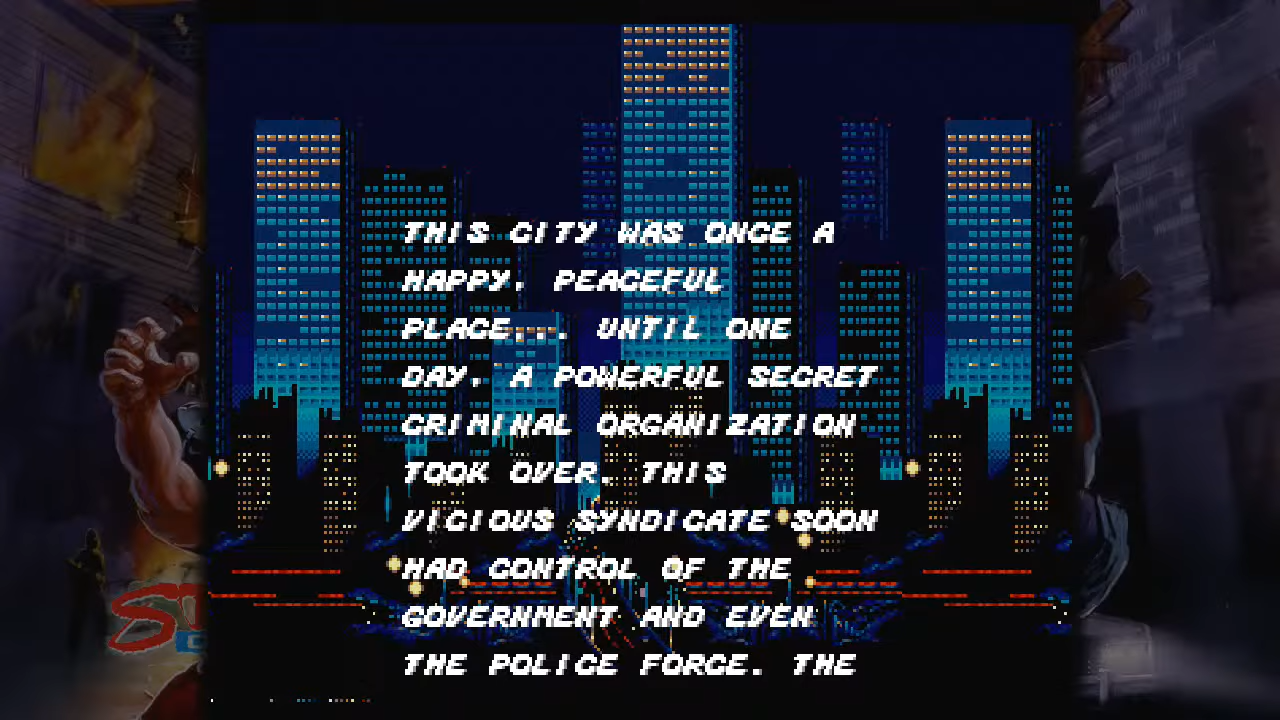 THIS CITY WAS ONCE A
HAPPY, PEACEFUL
PLACE... UNTIL ONE
DAY, A POWERFUL SECRET
CRIMINAL ORGANIZATION
TOOK OVER. THIS
VICIOUS SYNDICATE SOON
HAD CONTROL OF THE
GOVERNMENT AND EVEN
THE POLICE FORCE. THE